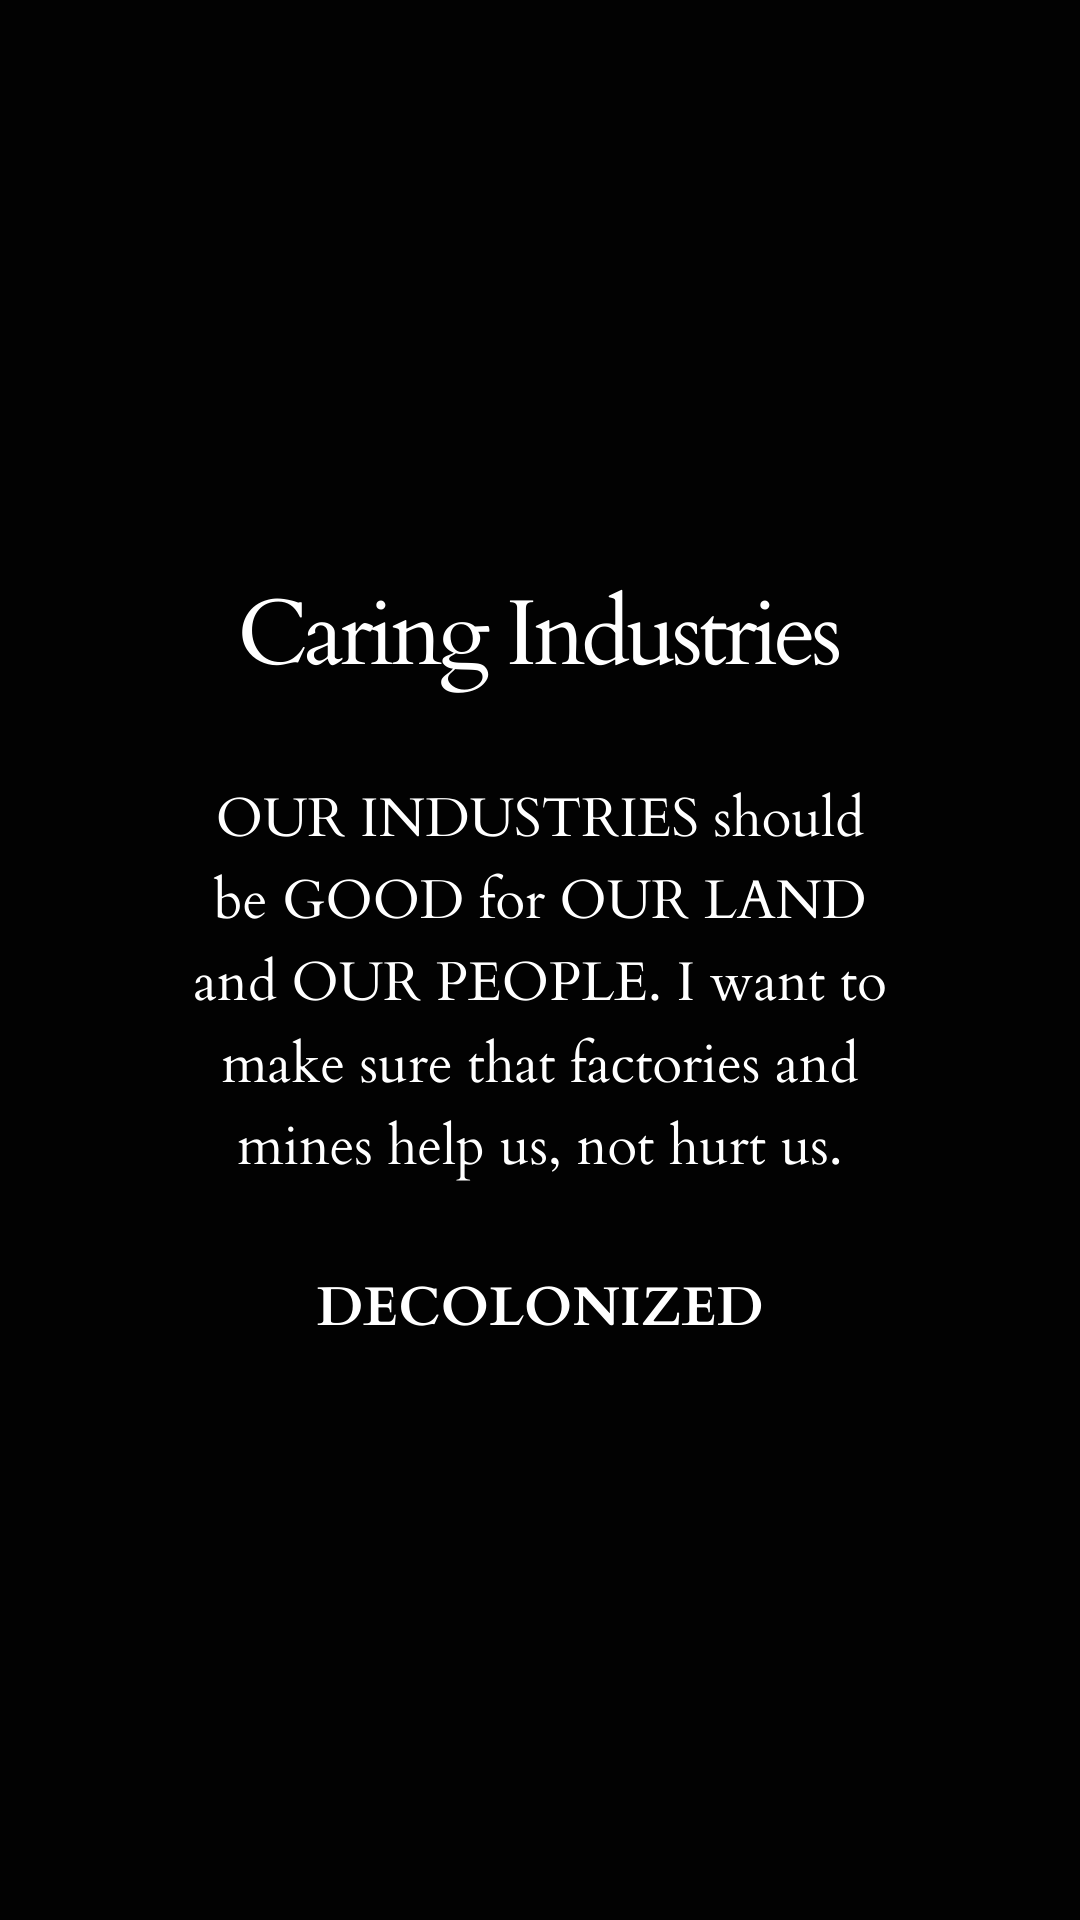 Caring Industries
OUR INDUSTRIES should
be GOOD for OUR LAND
and OUR PEOPLE. I want to
make sure that factories and
mines help us, not hurt us.
DECOLONIZED